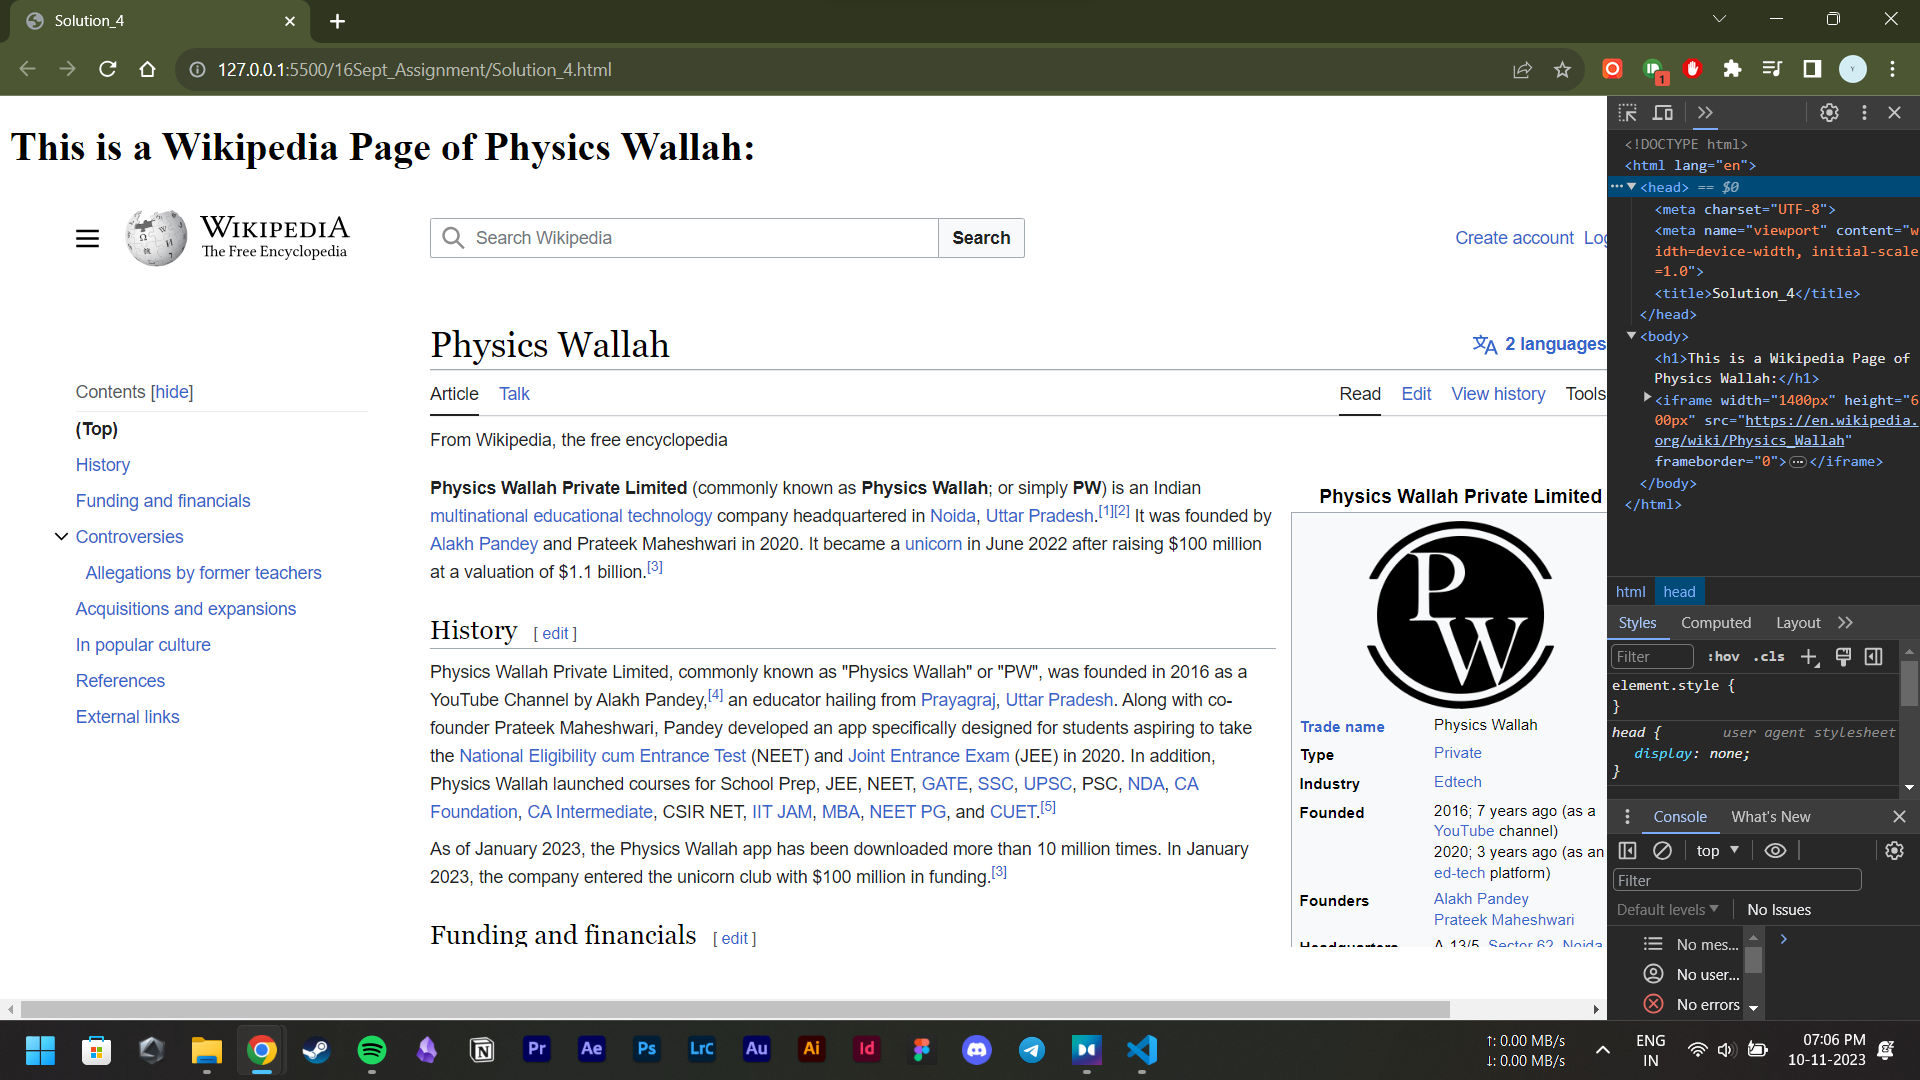 Solution_4
127.0.0.1:5500/16Sept_Assignment/Solution_4.html
1
Y
This is a Wikipedia Page of Physics Wallah:
WIKIPEDIA
The Free Encyclopedia
Search Wikipedia
Search
Create account Log
Physics Wallah
2 languages
Contents [hide]
(Top)
History
Funding and financials
Controversies
Allegations by former teachers
Acquisitions and expansions
In popular culture
References
External links
Article Talk
Read Edit View history Tools
From Wikipedia, the free encyclopedia
Physics Wallah Private Limited (commonly known as Physics Wallah; or simply PW) is an Indian
multinational educational technology company headquartered in Noida, Uttar Pradesh.[1][2] It was founded by
Alakh Pandey and Prateek Maheshwari in 2020. It became a unicorn in June 2022 after raising $100 million
at a valuation of $1.1 billion.[3]
History [ edit ]
Physics Wallah Private Limited, commonly known as "Physics Wallah" or "PW", was founded in 2016 as a
YouTube Channel by Alakh Pandey,[4] an educator hailing from Prayagraj, Uttar Pradesh. Along with co-
founder Prateek Maheshwari, Pandey developed an app specifically designed for students aspiring to take
the National Eligibility cum Entrance Test (NEET) and Joint Entrance Exam (JEE) in 2020. In addition,
Physics Wallah launched courses for School Prep, JEE, NEET, GATE, SSC, UPSC, PSC, NDA, CA
Foundation, CA Intermediate, CSIR NET, IIT JAM, MBA, NEET PG, and CUET.[5]
As of January 2023, the Physics Wallah app has been downloaded more than 10 million times. In January
2023, the company entered the unicorn club with $100 million in funding.[3]
Funding and financials [ edit ]
Physics Wallah Private Limited
P
W
Trade name Physics Wallah
Type Private
Industry Edtech
Founded 2016; 7 years ago (as a
YouTube channel)
2020; 3 years ago (as an
ed-tech platform)
Founders Alakh Pandey
Prateek Maheshwari
Headquarters A-13/5, Sector 62, Noida
<!DOCTYPE html>
<html lang="en">
<head> == $0
<meta charset="UTF-8">
<meta name="viewport" content="w
idth=device-width, initial-scale
=1.0">
<title>Solution_4</title>
</head>
<body>
<h1>This is a Wikipedia Page of
Physics Wallah:</h1>
<iframe width="1400px" height="6
00px" src="https://en.wikipedia.
org/wiki/Physics_Wallah"
frameborder="0">…</iframe>
</body>
</html>
html head
Styles Computed Layout
Filter :hov .cls
element.style {
}
head { user agent stylesheet
display: none;
}
Console What's New
top
Filter
Default levels No Issues
No mes...
No user...
No errors
Pr Ae Ps LrC Au Ai Id
↑: 0.00 MB/s
↓: 0.00 MB/s
ENG
IN
07:06 PM
10-11-2023